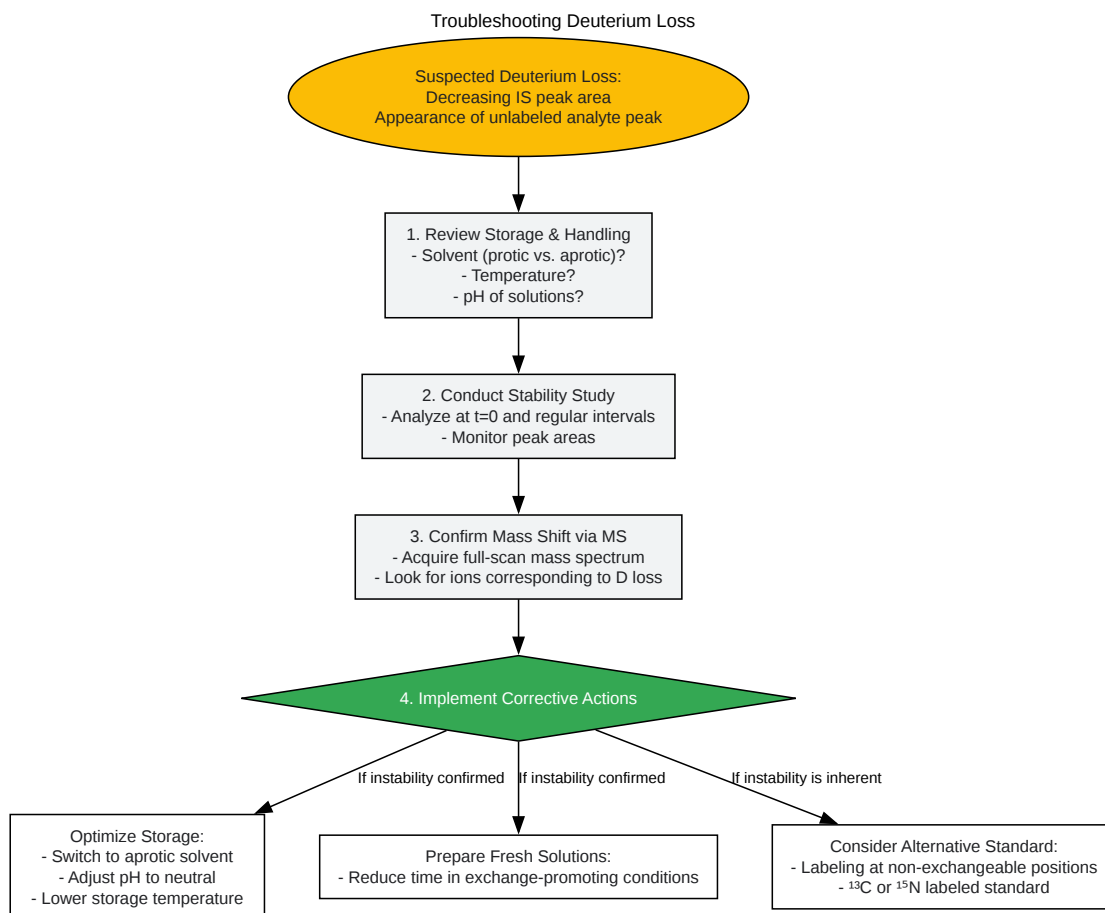 Troubleshooting Deuterium Loss
Suspected Deuterium Loss:
Decreasing IS peak area
Appearance of unlabeled analyte peak
1. Review Storage & Handling
- Solvent (protic vs. aprotic)?
- Temperature?
- pH of solutions?
2. Conduct Stability Study
- Analyze at t=0 and regular intervals
- Monitor peak areas
3. Confirm Mass Shift via MS
- Acquire full-scan mass spectrum
- Look for ions corresponding to D loss
4. Implement Corrective Actions
If instability confirmed
If instability confirmed
If instability is inherent
Optimize Storage:
- Switch to aprotic solvent
- Adjust pH to neutral
- Lower storage temperature
Prepare Fresh Solutions:
- Reduce time in exchange-promoting conditions
Consider Alternative Standard:
- Labeling at non-exchangeable positions
- ¹³C or ¹⁵N labeled standard